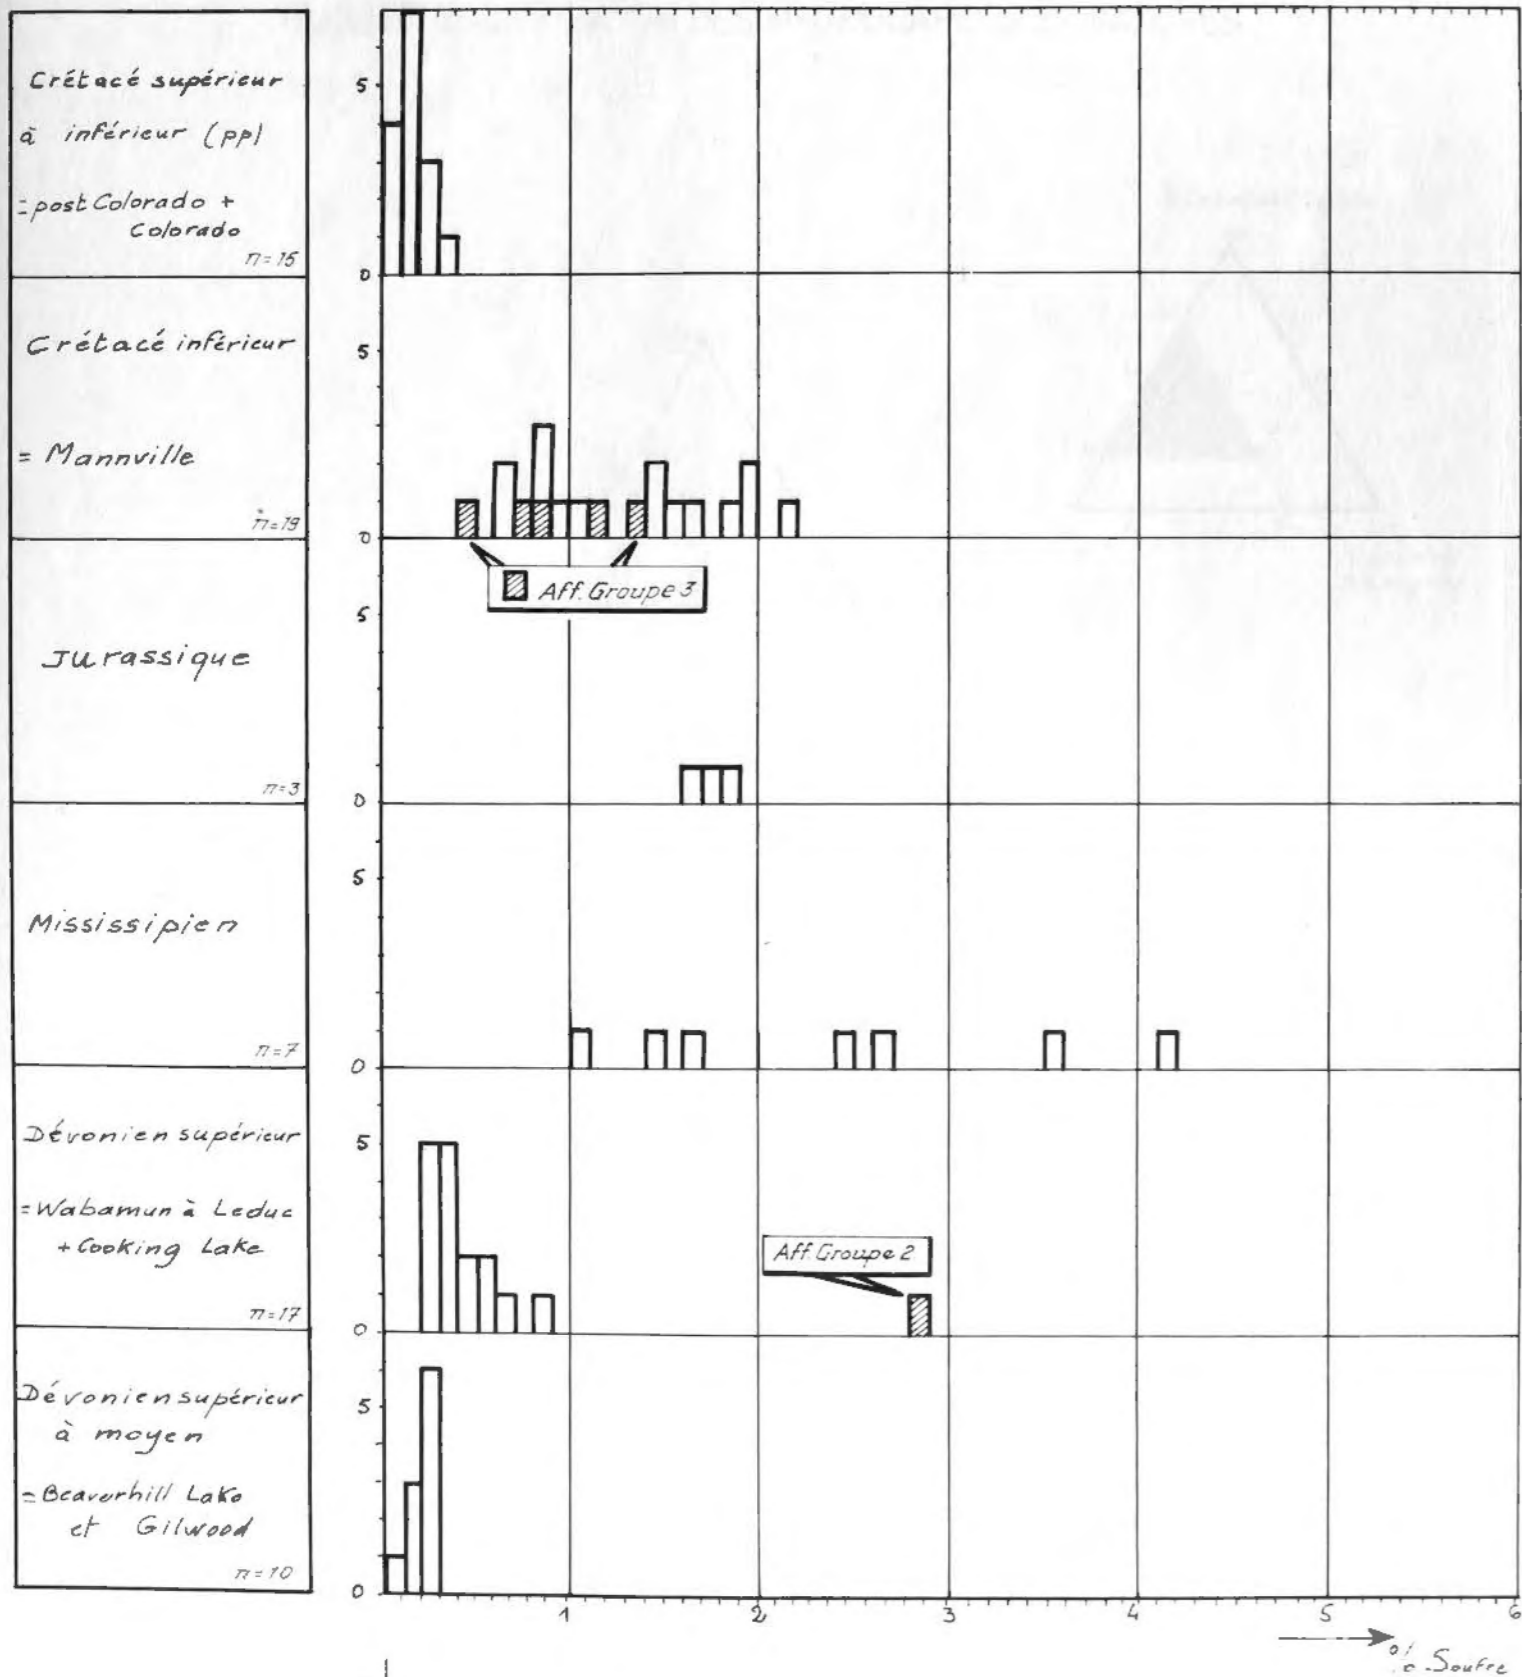 Crétacé supérieur
à inférieur (pp)
= post Colorado +
Colorado
n=15
5
0
Crétacé inférieur
= Mannville
n=19
5
0
Aff. Groupe 3
Jurassique
n=3
5
0
Mississipien
n=7
5
0
Dévonien supérieur
= Wabamun à Leduc
+ Cooking Lake
n=17
5
0
Aff. Groupe 2
Dévonien supérieur
à moyen
= Beaverhill Lake
et Gilwood
n=10
5
0
1 2 3 4 5 6
% Soufre